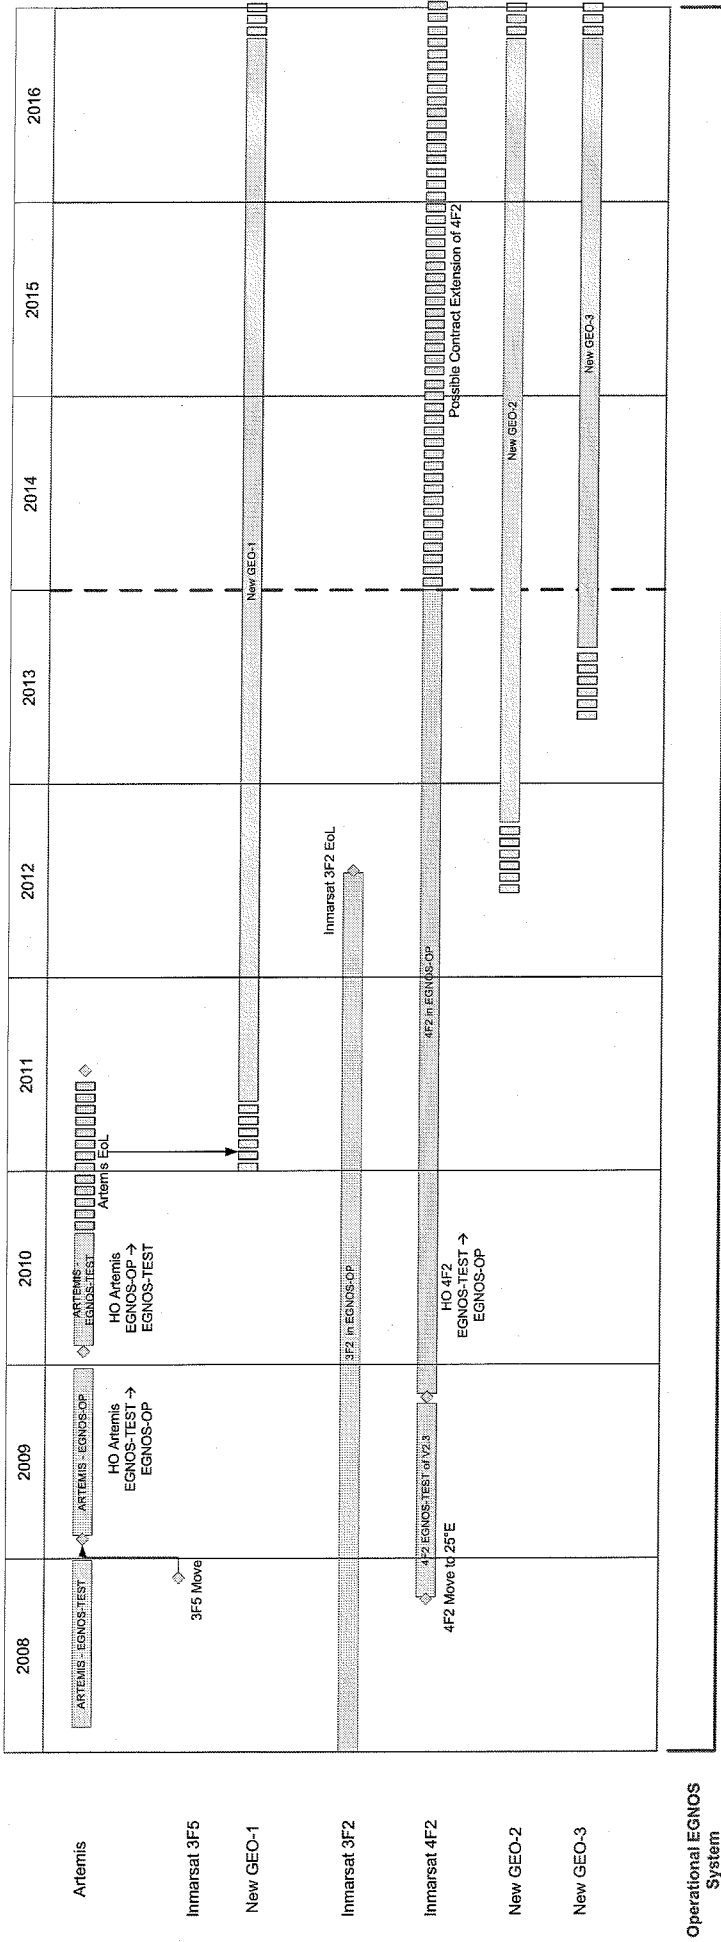 2008 2009 2010 2011 2012 2013 2014 2015 2016
Artemis
ARTEMIS - EGNOS-TEST
ARTEMIS - EGNOS-OP
ARTEMIS -
EGNOS-TEST
Artemis EoL
HO Artemis
EGNOS-TEST →
EGNOS-OP
HO Artemis
EGNOS-OP →
EGNOS-TEST
Inmarsat 3F5
3F5 Move
New GEO-1
New GEO-1
Inmarsat 3F2
3F2 in EGNOS-OP
Inmarsat 3F2 EoL
Inmarsat 4F2
4F2 EGNOS-TEST of V2.3
4F2 in EGNOS-OP
4F2 Move to 25°E
HO 4F2
EGNOS-TEST →
EGNOS-OP
Possible Contract Extension of 4F2
New GEO-2
New GEO-2
New GEO-3
New GEO-3
Operational EGNOS
System